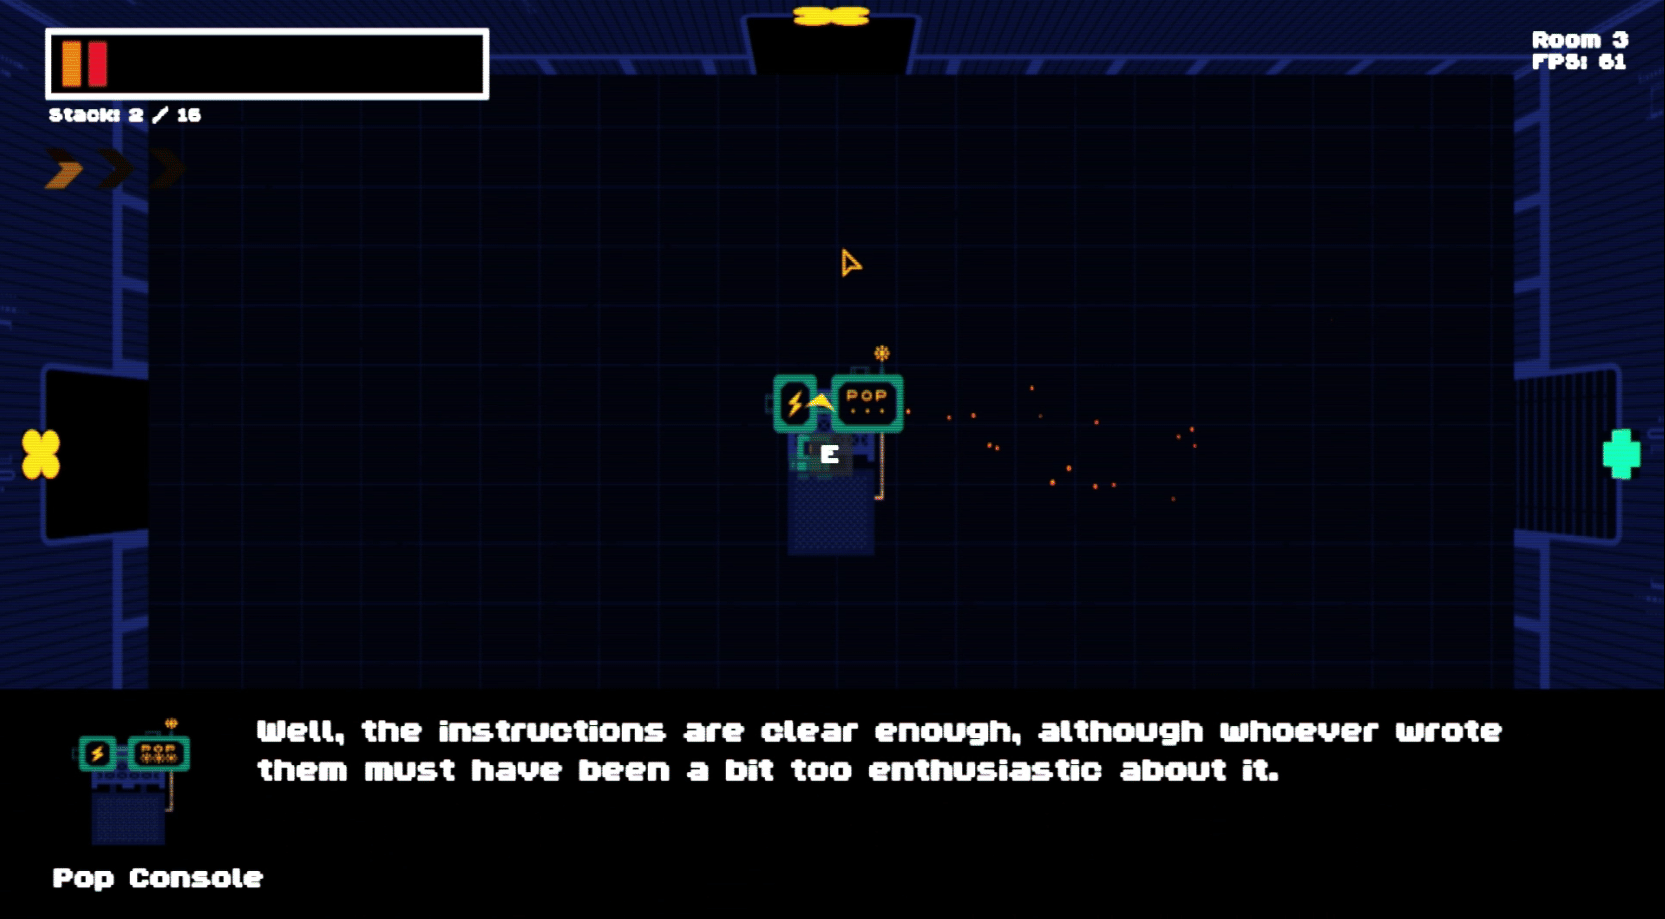 Room 3
FPS: 61
Stack: 2 / 16
POP
E
Well, the instructions are clear enough, although whoever wrote
them must have been a bit too enthusiastic about it.
POP
Pop Console